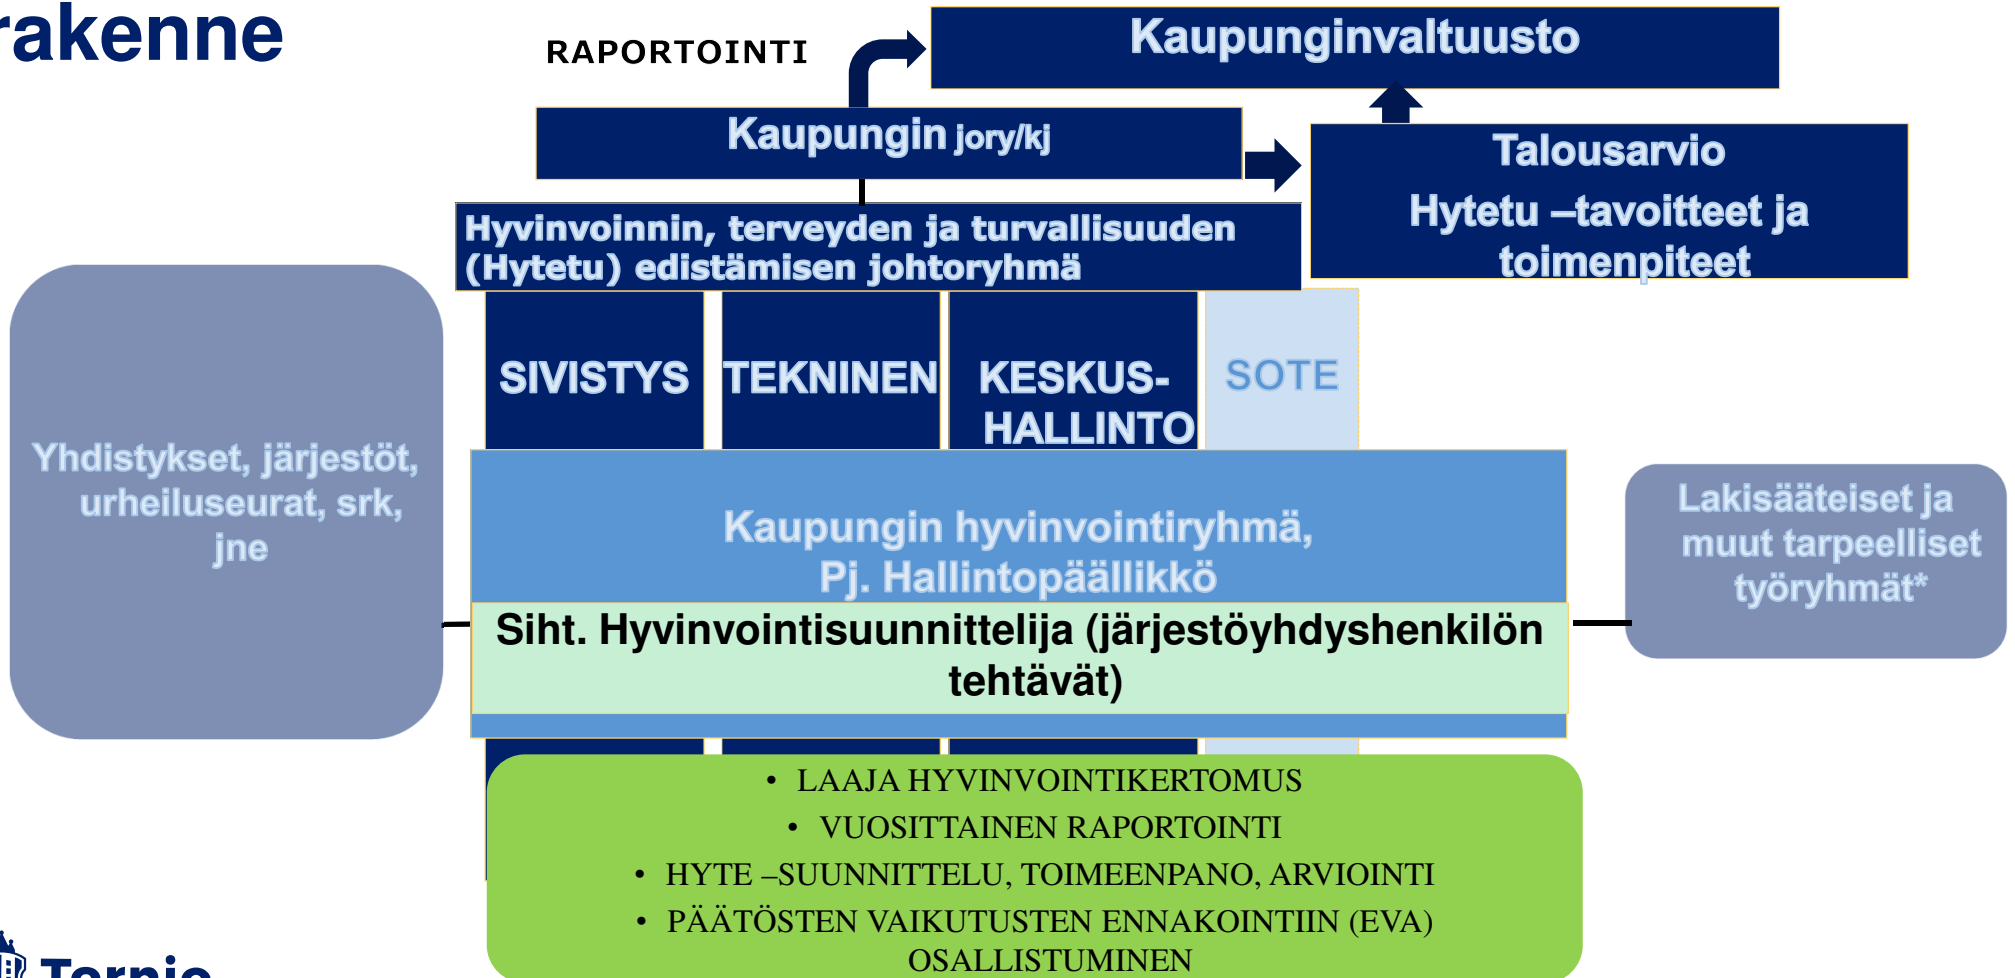 rakenne
RAPORTOINTI
Kaupunginvaltuusto
Kaupungin jory/kj
Talousarvio
Hytetu –tavoitteet ja
toimenpiteet
Hyvinvoinnin, terveyden ja turvallisuuden
(Hytetu) edistämisen johtoryhmä
SIVISTYS
TEKNINEN
KESKUS-
HALLINTO
SOTE
Yhdistykset, järjestöt,
urheiluseurat, srk,
jne
Kaupungin hyvinvointiryhmä,
Pj. Hallintopäällikkö
Siht. Hyvinvointisuunnittelija (järjestöyhdyshenkilön
tehtävät)
Lakisääteiset ja
muut tarpeelliset
työryhmät*
• LAAJA HYVINVOINTIKERTOMUS
• VUOSITTAINEN RAPORTOINTI
• HYTE –SUUNNITTELU, TOIMEENPANO, ARVIOINTI
• PÄÄTÖSTEN VAIKUTUSTEN ENNAKOINTIIN (EVA)
OSALLISTUMINEN
Tornio